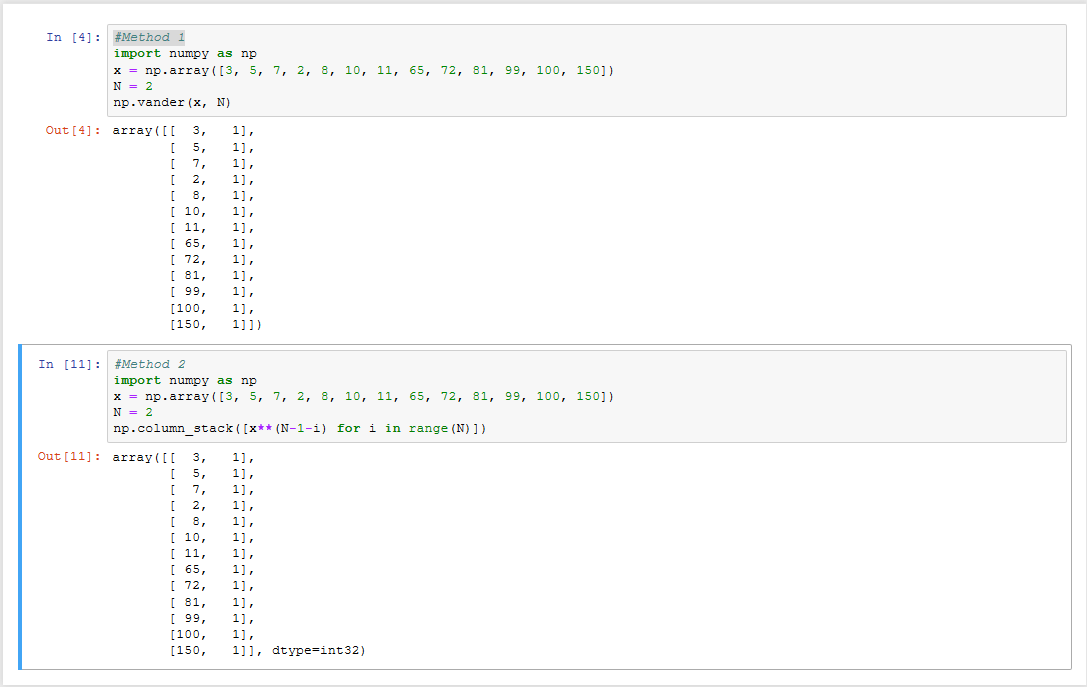 In [4]: #Method 1
import numpy as np
x = np.array([3, 5, 7, 2, 8, 10, 11, 65, 72, 81, 99, 100, 150])
N = 2
np.vander(x, N)
Out[4]: array([[  3,   1],
[  5,   1],
[  7,   1],
[  2,   1],
[  8,   1],
[ 10,   1],
[ 11,   1],
[ 65,   1],
[ 72,   1],
[ 81,   1],
[ 99,   1],
[100,   1],
[150,   1]])
In [11]: #Method 2
import numpy as np
x = np.array([3, 5, 7, 2, 8, 10, 11, 65, 72, 81, 99, 100, 150])
N = 2
np.column_stack([x**(N-1-i) for i in range(N)])
Out[11]: array([[  3,   1],
[  5,   1],
[  7,   1],
[  2,   1],
[  8,   1],
[ 10,   1],
[ 11,   1],
[ 65,   1],
[ 72,   1],
[ 81,   1],
[ 99,   1],
[100,   1],
[150,   1]], dtype=int32)